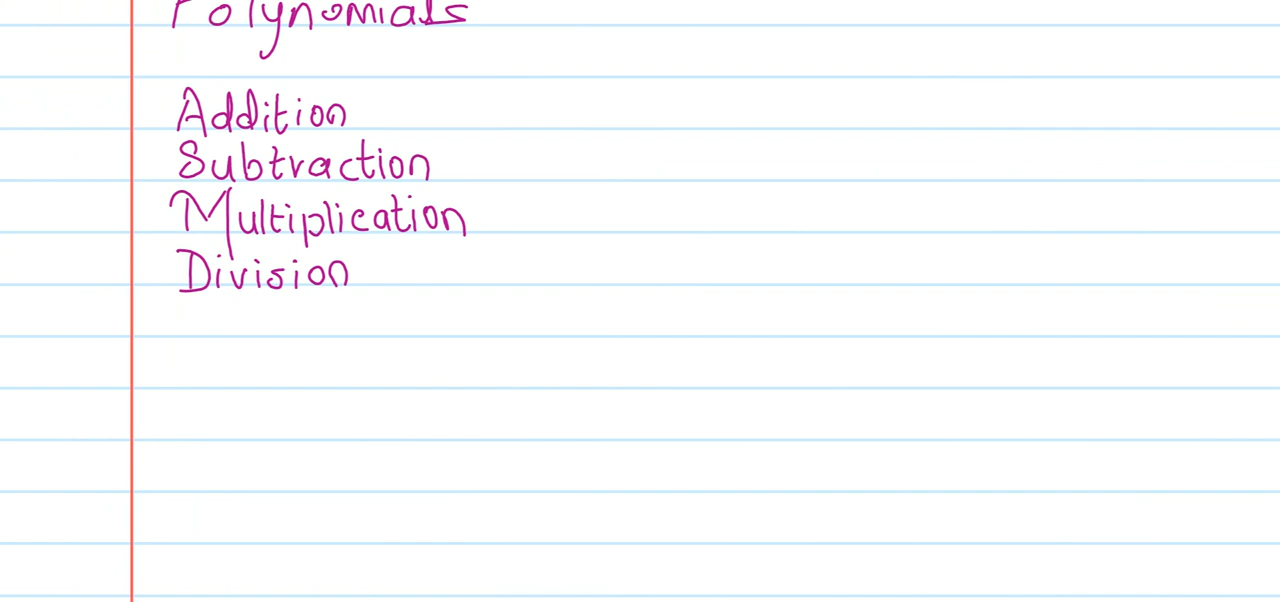 Polynomials
Addition
Subtraction
Multiplication
Division